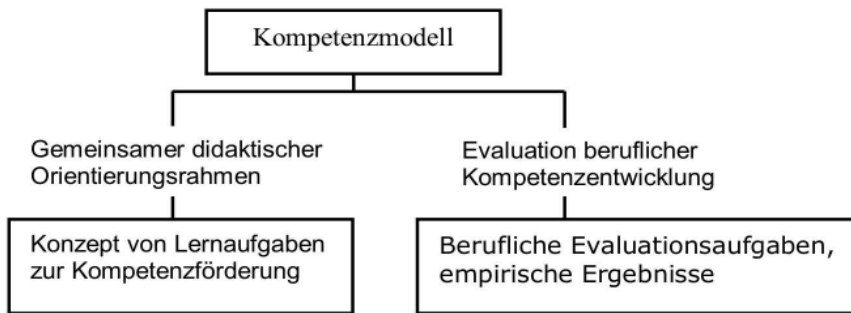 Kompetenzmodell
Gemeinsamer didaktischer
Orientierungsrahmen
Evaluation beruflicher
Kompetenzentwicklung
Konzept von Lernaufgaben
zur Kompetenzförderung
Berufliche Evaluationsaufgaben,
empirische Ergebnisse